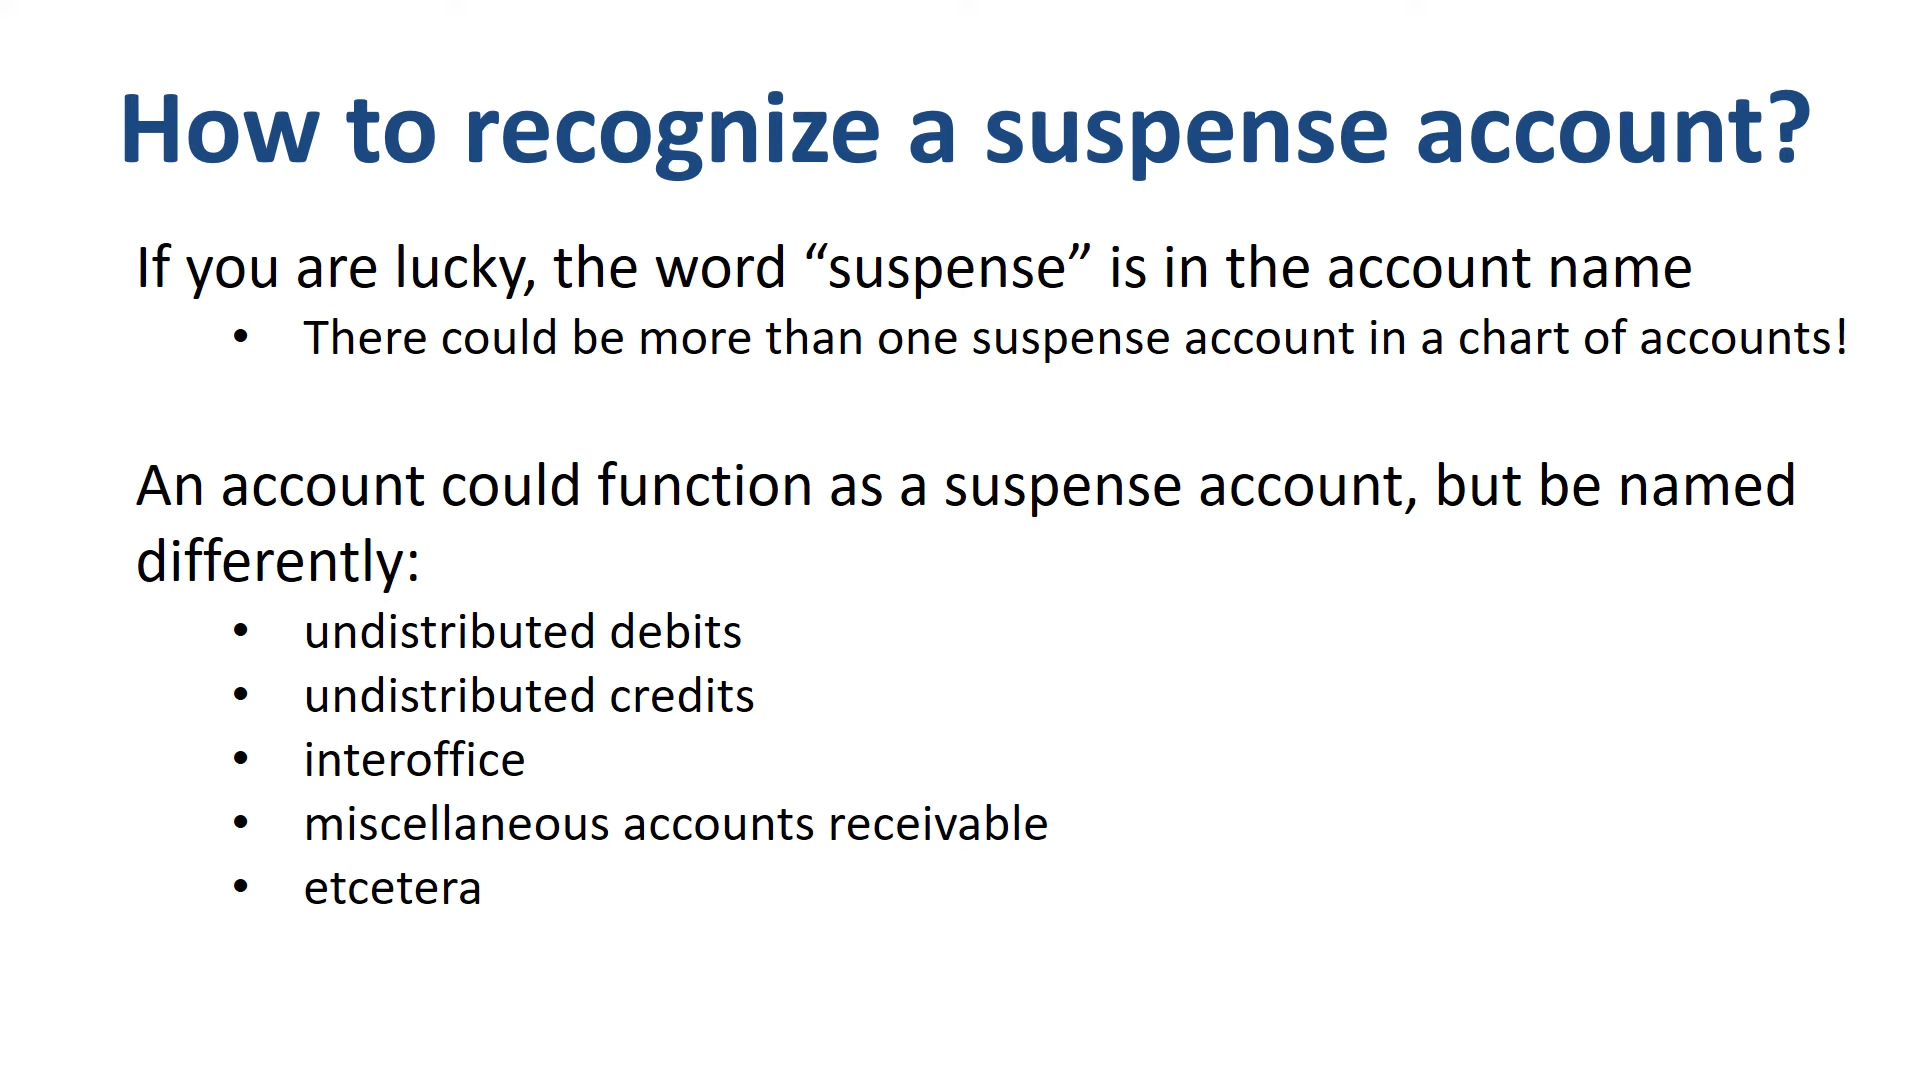 How to recognize a suspense account?
If you are lucky, the word “suspense” is in the account name
• There could be more than one suspense account in a chart of accounts!
An account could function as a suspense account, but be named
differently:
• undistributed debits
• undistributed credits
• interoffice
• miscellaneous accounts receivable
• etcetera